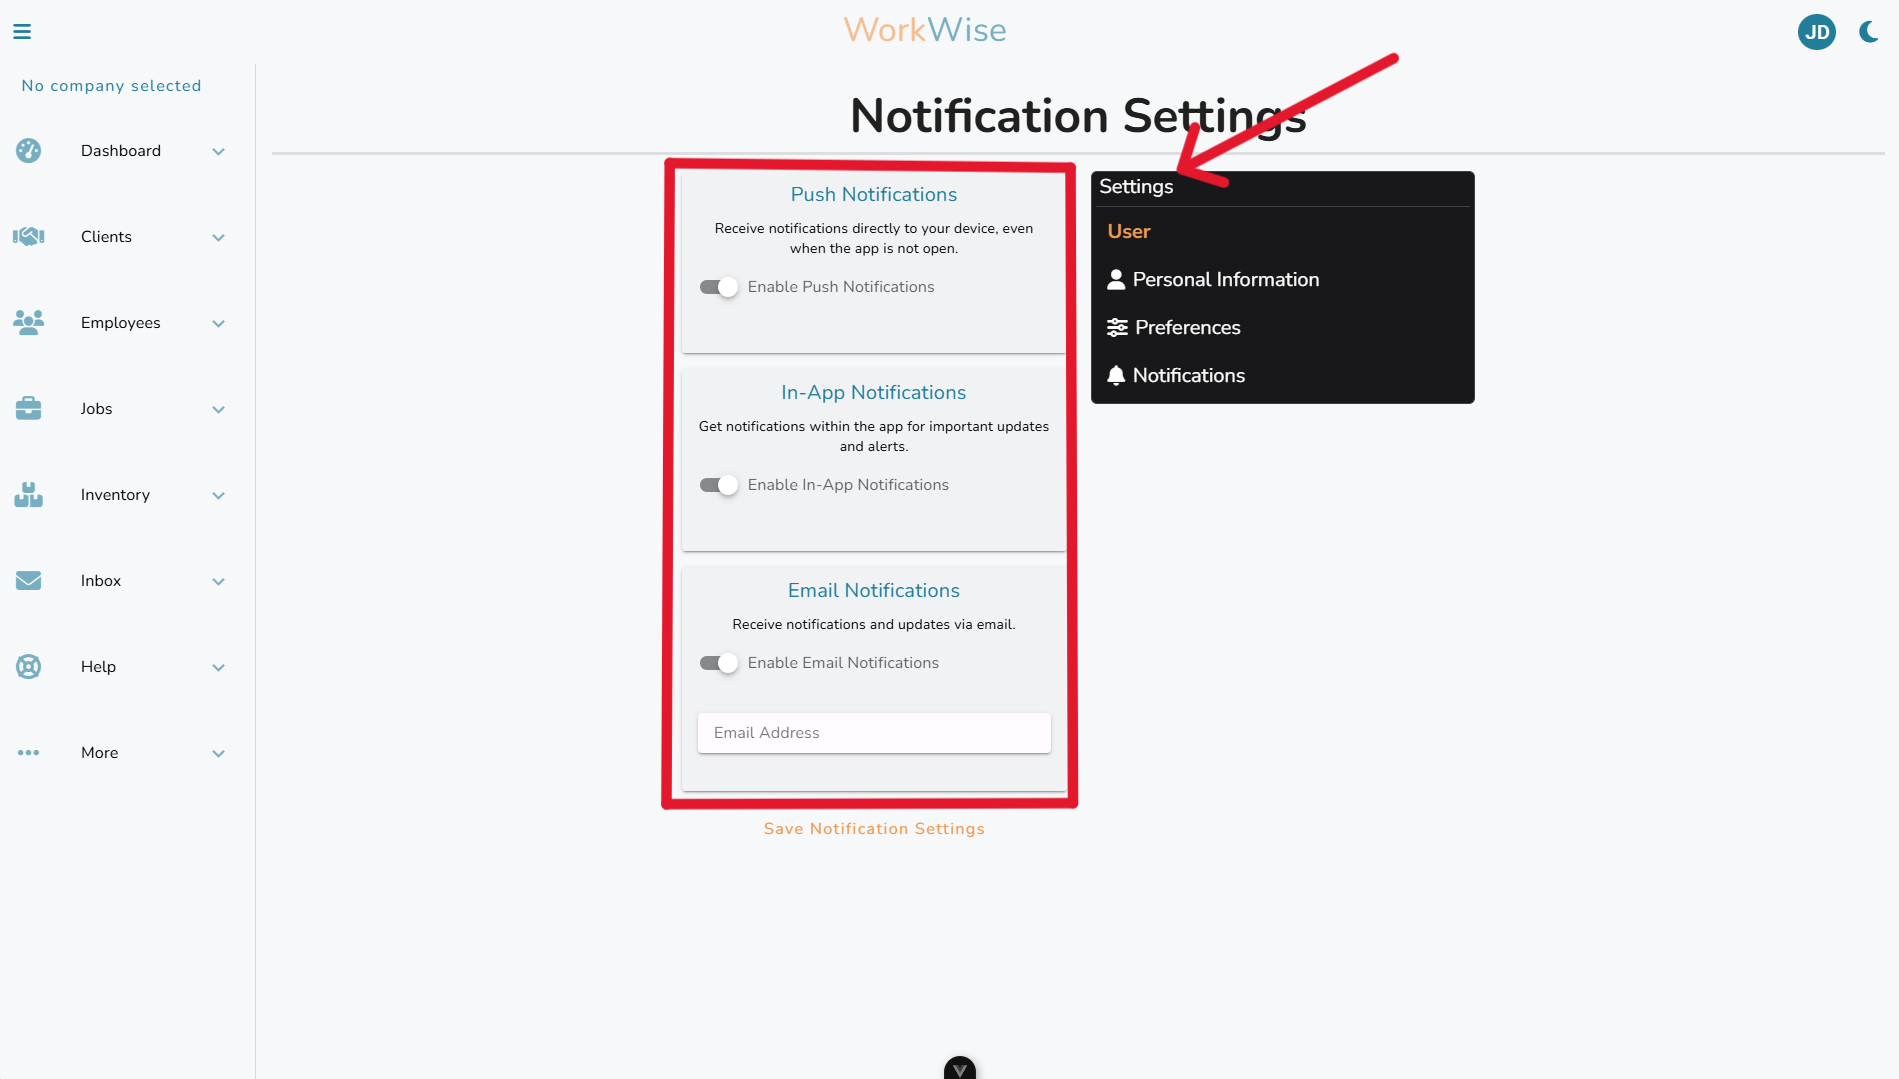 WorkWise
JD
No company selected
Dashboard
Clients
Employees
Jobs
Inventory
Inbox
Help
More
Notification Settings
Push Notifications
Receive notifications directly to your device, even
when the app is not open.
Enable Push Notifications
In-App Notifications
Get notifications within the app for important updates
and alerts.
Enable In-App Notifications
Email Notifications
Receive notifications and updates via email.
Enable Email Notifications
Email Address
Save Notification Settings
Settings
User
Personal Information
Preferences
Notifications